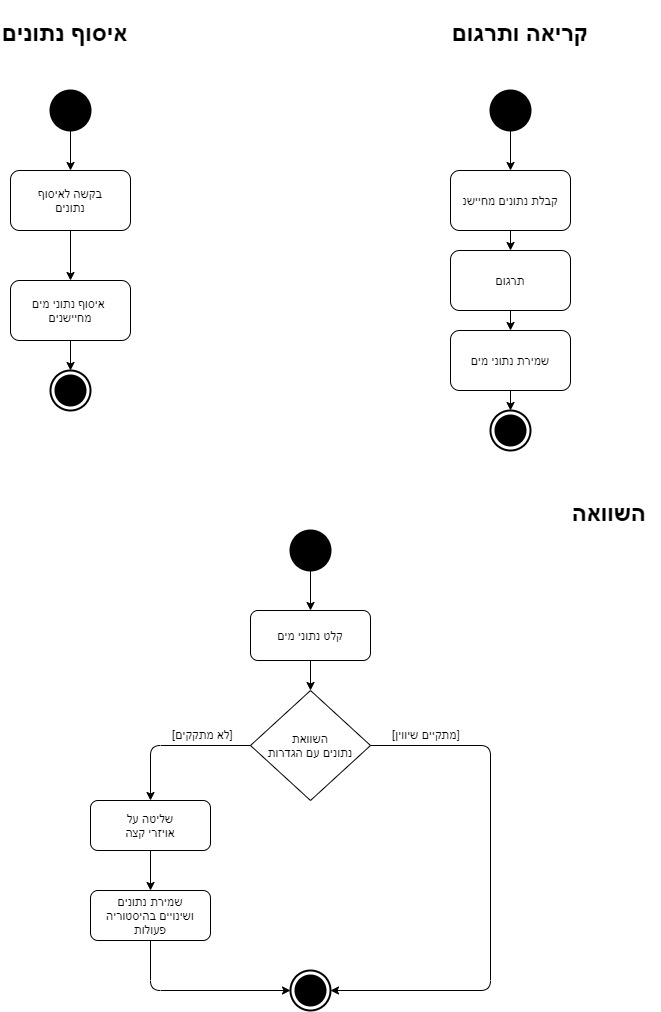 איסוף נתונים
בקשה לאיסוף
נתונים
איסוף נתוני מים
מחיישנים
קריאה ותרגום
קבלת נתונים מחיישנ
תרגום
שמירת נתוני מים
השוואה
קלט נתוני מים
השוואת
נתונים עם הגדרות
[מתקיים שיווין]
[לא מתקקים]
שליטה על
אויזרי קצה
שמירת נתונים
ושינויים בהיסטוריה
פעולות